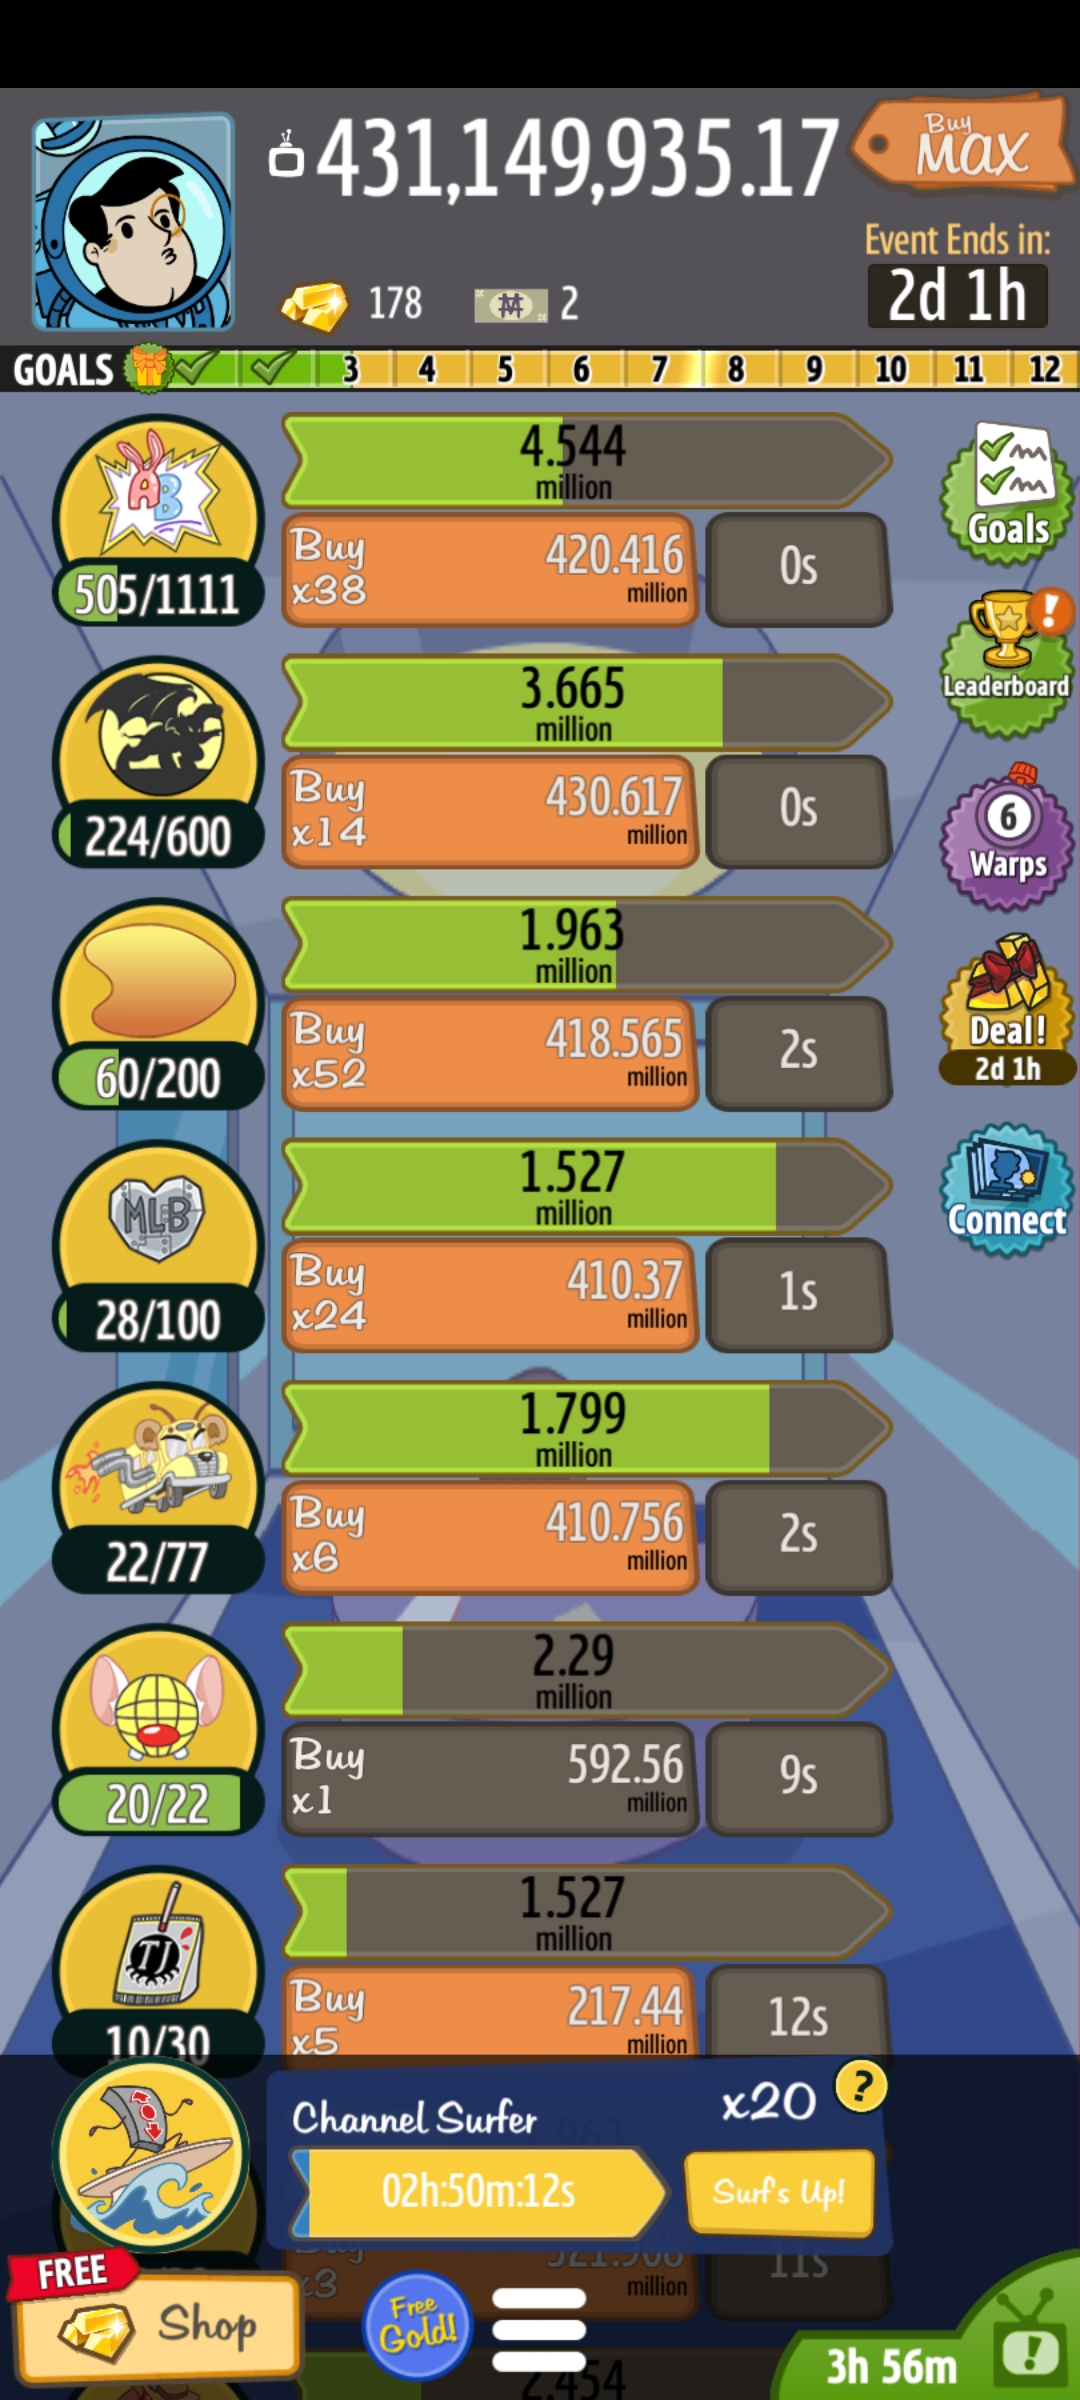 431,149,935.17
Buy
MAX
Event Ends in:
2d 1h
178
2
GOALS 3 4 5 6 7 8 9 10 11 12
4.544
million
AB
505/1111
Buy
x38
420.416
million
0s
Goals
3.665
million
224/600
Buy
x14
430.617
million
0s
!
Leaderboard
6
Warps
1.963
million
60/200
Buy
x52
418.565
million
2s
Deal!
2d 1h
1.527
million
MLB
28/100
Buy
x24
410.37
million
1s
Connect
1.799
million
22/77
Buy
x6
410.756
million
2s
2.29
million
20/22
Buy
x1
592.56
million
9s
1.527
million
TJ
10/30
Buy
x5
217.44
million
12s
Channel Surfer
x20
?
02h:50m:12s
Surf's Up!
Buy
x3
million
11s
FREE
Shop
Free
Gold!
3h 56m
!
2.454